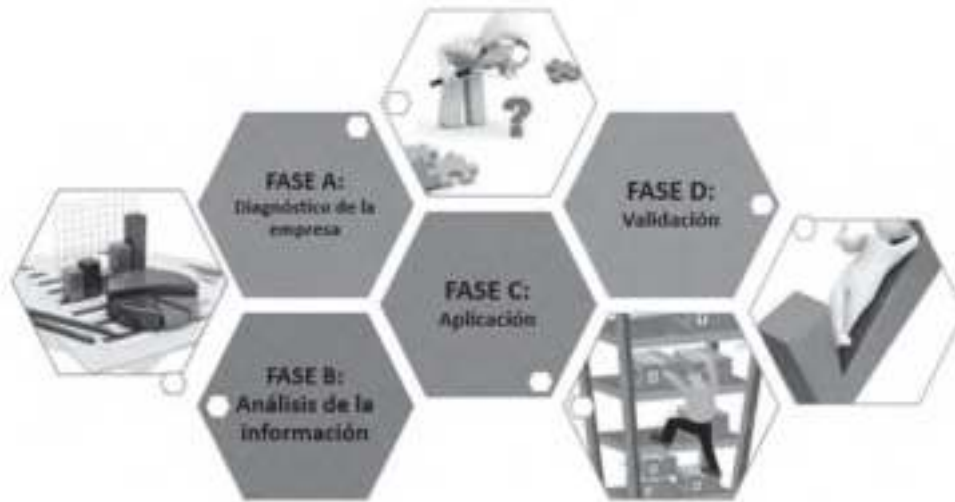 FASE A:
Diagnóstico de la
empresa
FASE B:
Análisis de la
información
FASE C:
Aplicación
FASE D:
Validación
?